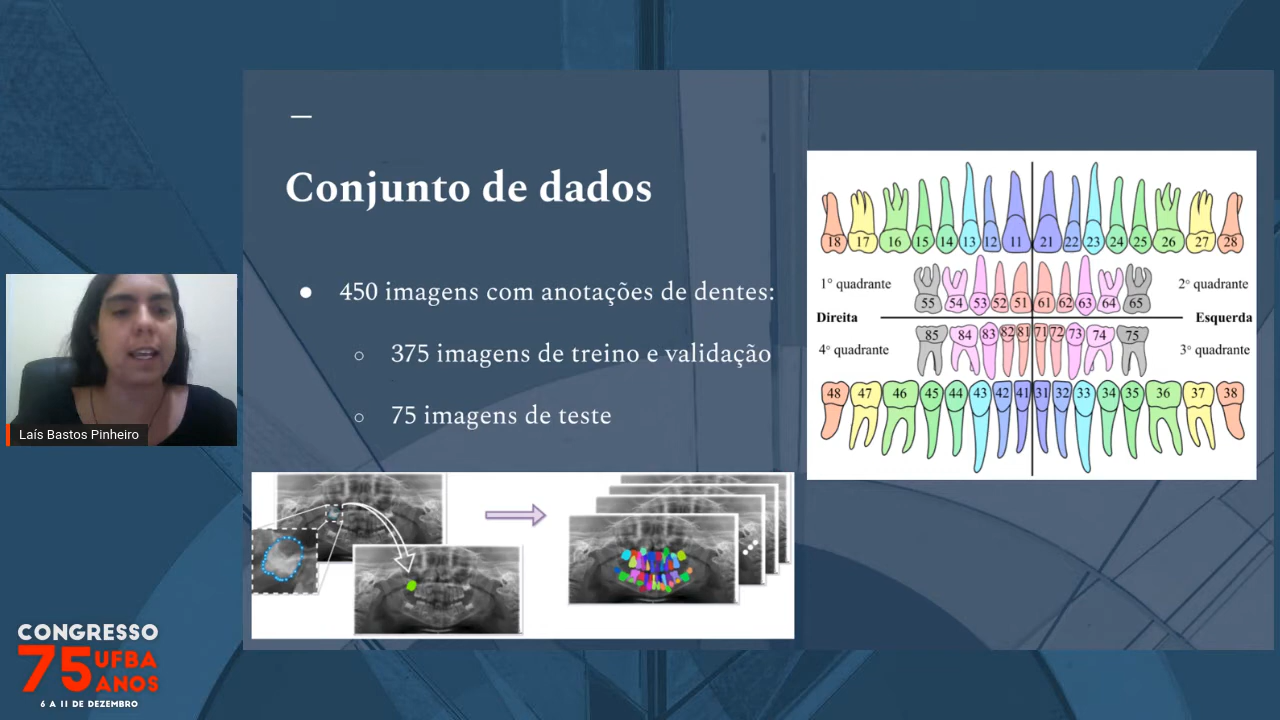 Conjunto de dados
● 450 imagens com anotações de dentes:
○ 375 imagens de treino e validação
○ 75 imagens de teste
18 17 16 15 14 13 12 11 21 22 23 24 25 26 27 28
1° quadrante 2° quadrante
55 54 53 52 51 61 62 63 64 65
Direita Esquerda
85 84 83 82 81 71 72 73 74 75
4° quadrante 3° quadrante
48 47 46 45 44 43 42 41 31 32 33 34 35 36 37 38
Laís Bastos Pinheiro
CONGRESSO
75 UFBA
ANOS
6 A 11 DE DEZEMBRO